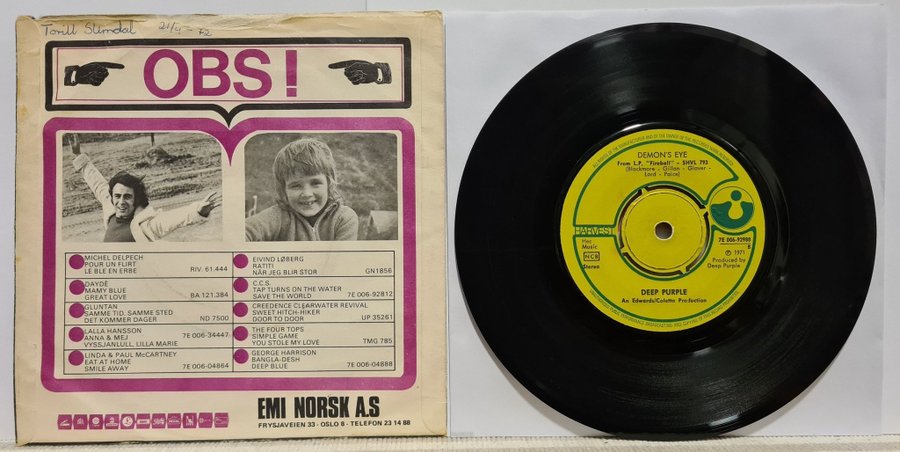 Torill Slimdal 21/4 - 72
OBS!
MICHEL DELPECH
POUR UN FLIRT
LE BLE EN ERBE RIV. 61.444
DAYDÈ
MAMY BLUE
GREAT LOVE BA 121.384
GLUNTAN
SAMME TID, SAMME STED
DET KOMMER DAGER ND 7500
LALLA HANSSON
ANNA & MEJ 7E 006-34447
VYSSJANLULL, LILLA MARIE
LINDA & PAUL McCARTNEY
EAT AT HOME
SMILE AWAY 7E 006-04864
EIVIND LØBERG
RATITI
NÅR JEG BLIR STOR GN1856
C.C.S.
TAP TURNS ON THE WATER
SAVE THE WORLD 7E 006-92812
CREEDENCE CLEARWATER REVIVAL
SWEET HITCH-HIKER
DOOR TO DOOR UP 35261
THE FOUR TOPS
SIMPLE GAME
YOU STOLE MY LOVE TMG 785
GEORGE HARRISON
BANGLA-DESH
DEEP BLUE 7E 006-04888
EMI NORSK A.S
FRYSJAVEIEN 33 · OSLO 8 · TELEFON 23 14 88
DEMON'S EYE
From L.P. "Fireball" - SHVL 793
(Blackmore - Gillan - Glover -
Lord - Paice)
HARVEST
Hec
Music
NCB
Stereo
7E 006-92988
B
℗ 1971
Produced by
Deep Purple
DEEP PURPLE
An Edwards/Coletta Production